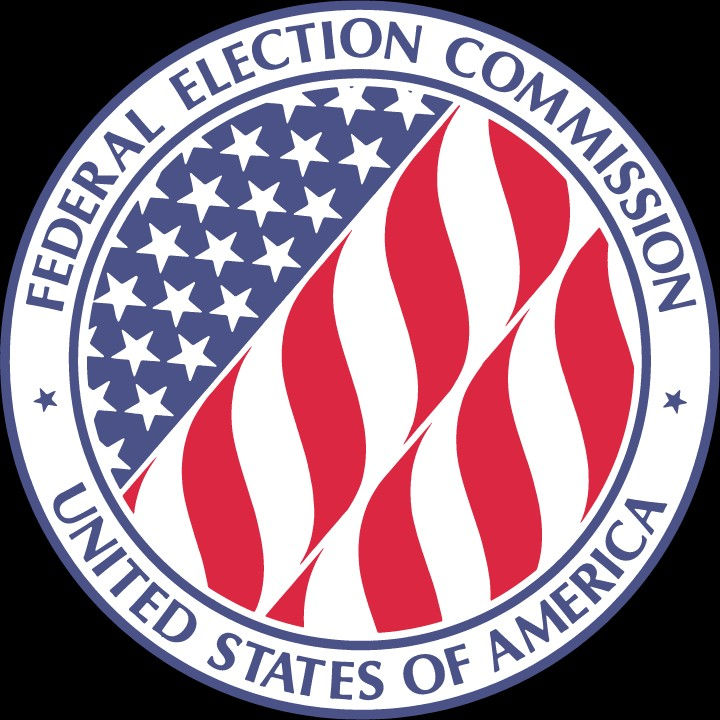 FEDERAL ELECTION COMMISSION
UNITED STATES OF AMERICA